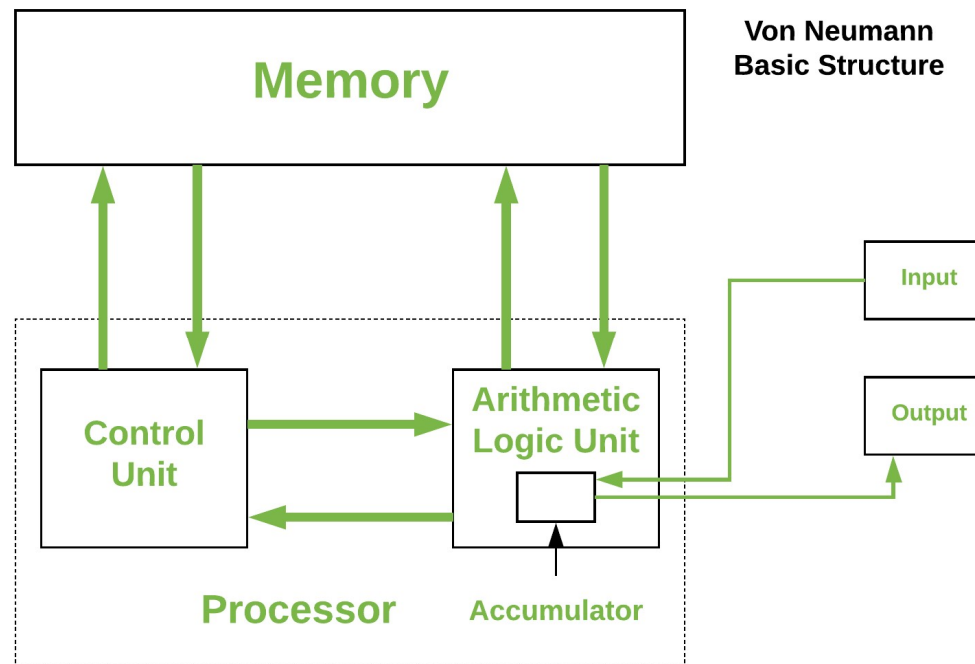 Von Neumann
Basic Structure
Memory
Input
Output
Control
Unit
Arithmetic
Logic Unit
Processor
Accumulator